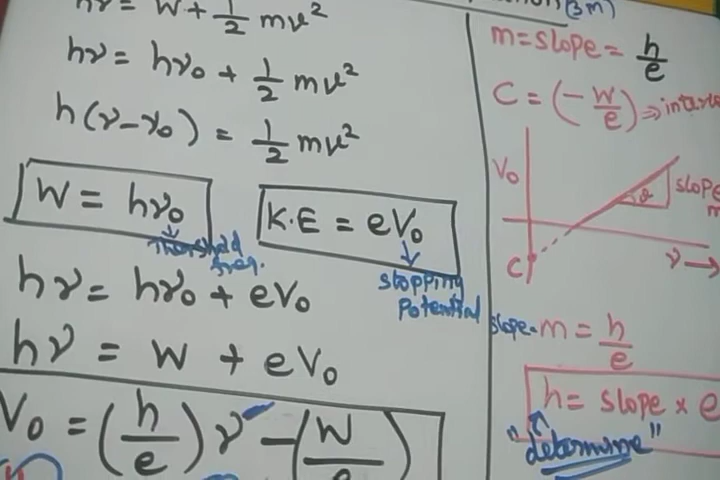 hν = W + 1/2 mv²
hν = hν₀ + 1/2 mv²
h(ν-ν₀) = 1/2 mv²
W = hν₀
Threshold
freq.
K.E = eV₀
stopping
Potential
hν = hν₀ + eV₀
hν = W + eV₀
V₀ = (h/e)ν - (W/e)
(3m)
m = slope = h/e
C = (-W/e) ⇒
V₀
slope
m
θ
C
ν →
slope = m = h/e
h = slope × e
"determine"